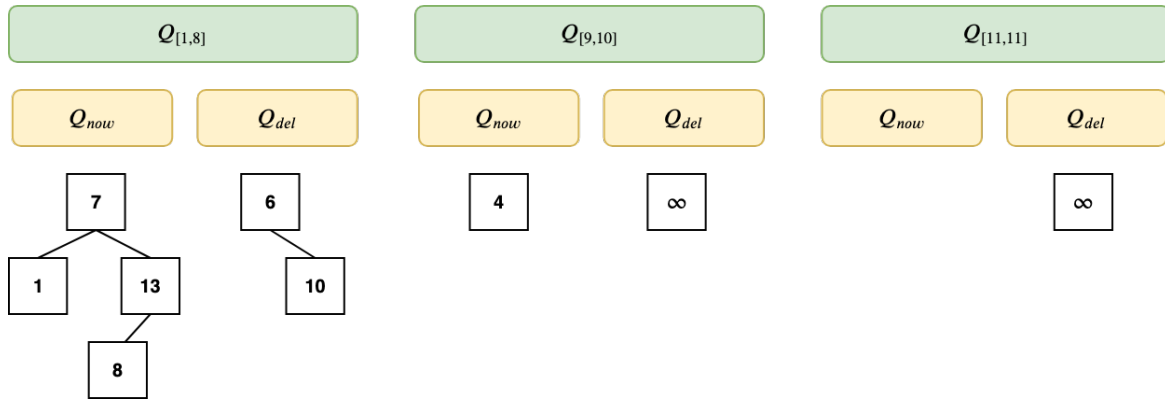 Q[1,8] Q[9,10] Q[11,11]
Qnow Qdel Qnow Qdel Qnow Qdel
7 6 4 ∞ ∞
1 13 10
8